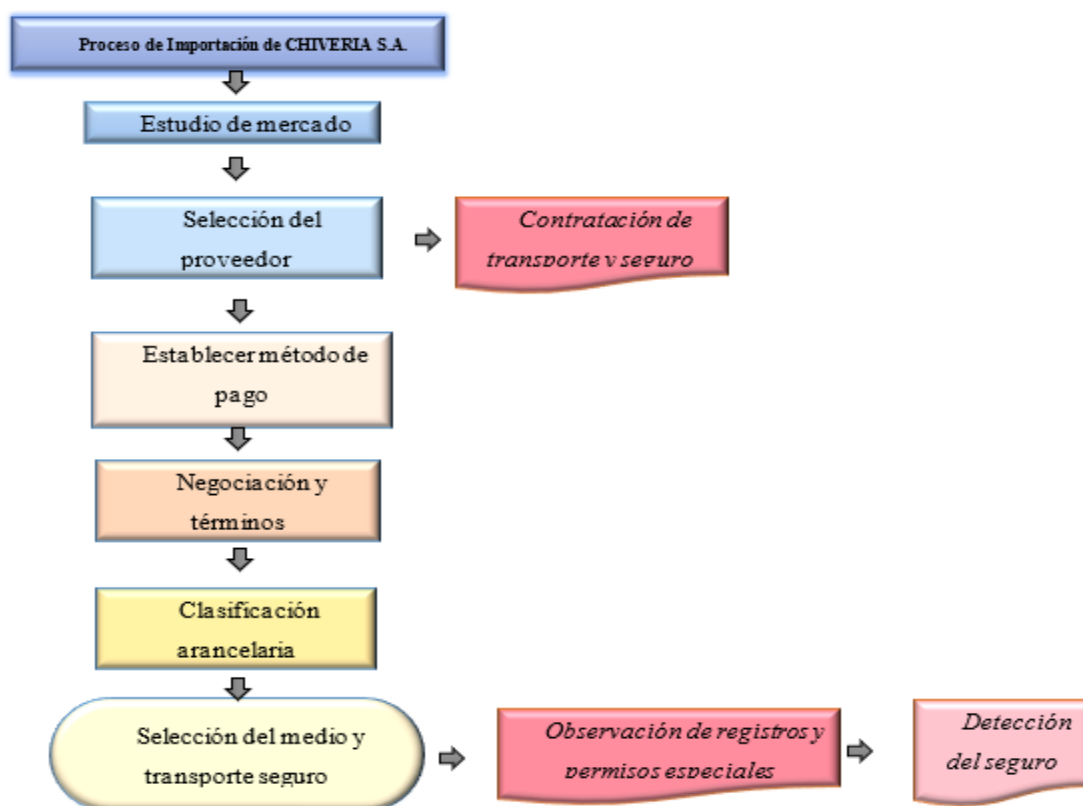 Proceso de Importación de CHIVERIA S.A.
Estudio de mercado
Selección del
proveedor
Contratación de
transporte y seguro
Establecer método de
pago
Negociación y
términos
Clasificación
arancelaria
Selección del medio y
transporte seguro
Observación de registros y
permisos especiales
Detección
del seguro